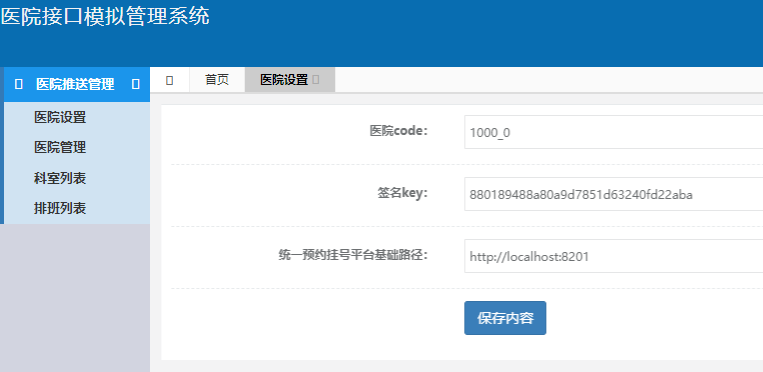 医院接口模拟管理系统
医院推送管理
首页
医院设置
医院设置
医院管理
科室列表
排班列表
医院code：
1000_0
签名key：
880189488a80a9d7851d63240fd22aba
统一预约挂号平台基础路径：
http://localhost:8201
保存内容